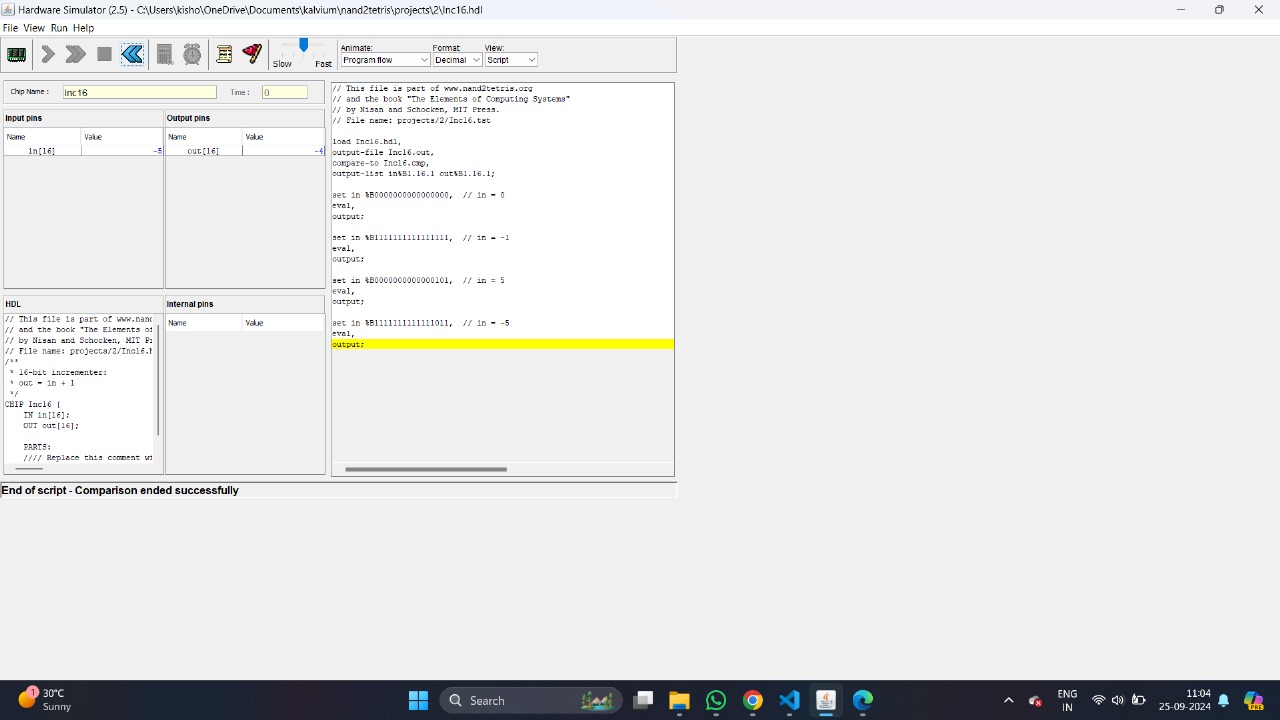 Hardware Simulator (2.5) - C:\Users\kisho\OneDrive\Documents\kalvium\nand2tetris\projects\2\Inc16.hdl
File View Run Help
Slow Fast
Animate: Format: View:
Program flow Decimal Script
Chip Name : Inc16 Time : 0
Input pins
Name Value
in[16] -5
Output pins
Name Value
out[16] -4
HDL
// This file is part of www.nand
// and the book "The Elements of
// by Nisan and Schocken, MIT P
// File name: projects/2/Inc16.h
/**
* 16-bit incrementer:
* out = in + 1
*/
CHIP Inc16 {
IN in[16];
OUT out[16];
PARTS:
//// Replace this comment wi
Internal pins
Name Value
// This file is part of www.nand2tetris.org
// and the book "The Elements of Computing Systems"
// by Nisan and Schocken, MIT Press.
// File name: projects/2/Inc16.tst
load Inc16.hdl,
output-file Inc16.out,
compare-to Inc16.cmp,
output-list in%B1.16.1 out%B1.16.1;
set in %B0000000000000000, // in = 0
eval,
output;
set in %B1111111111111111, // in = -1
eval,
output;
set in %B0000000000000101, // in = 5
eval,
output;
set in %B1111111111111011, // in = -5
eval,
output;
End of script - Comparison ended successfully
1
30°C
Sunny
Search
ENG
IN
11:04
25-09-2024
PRE